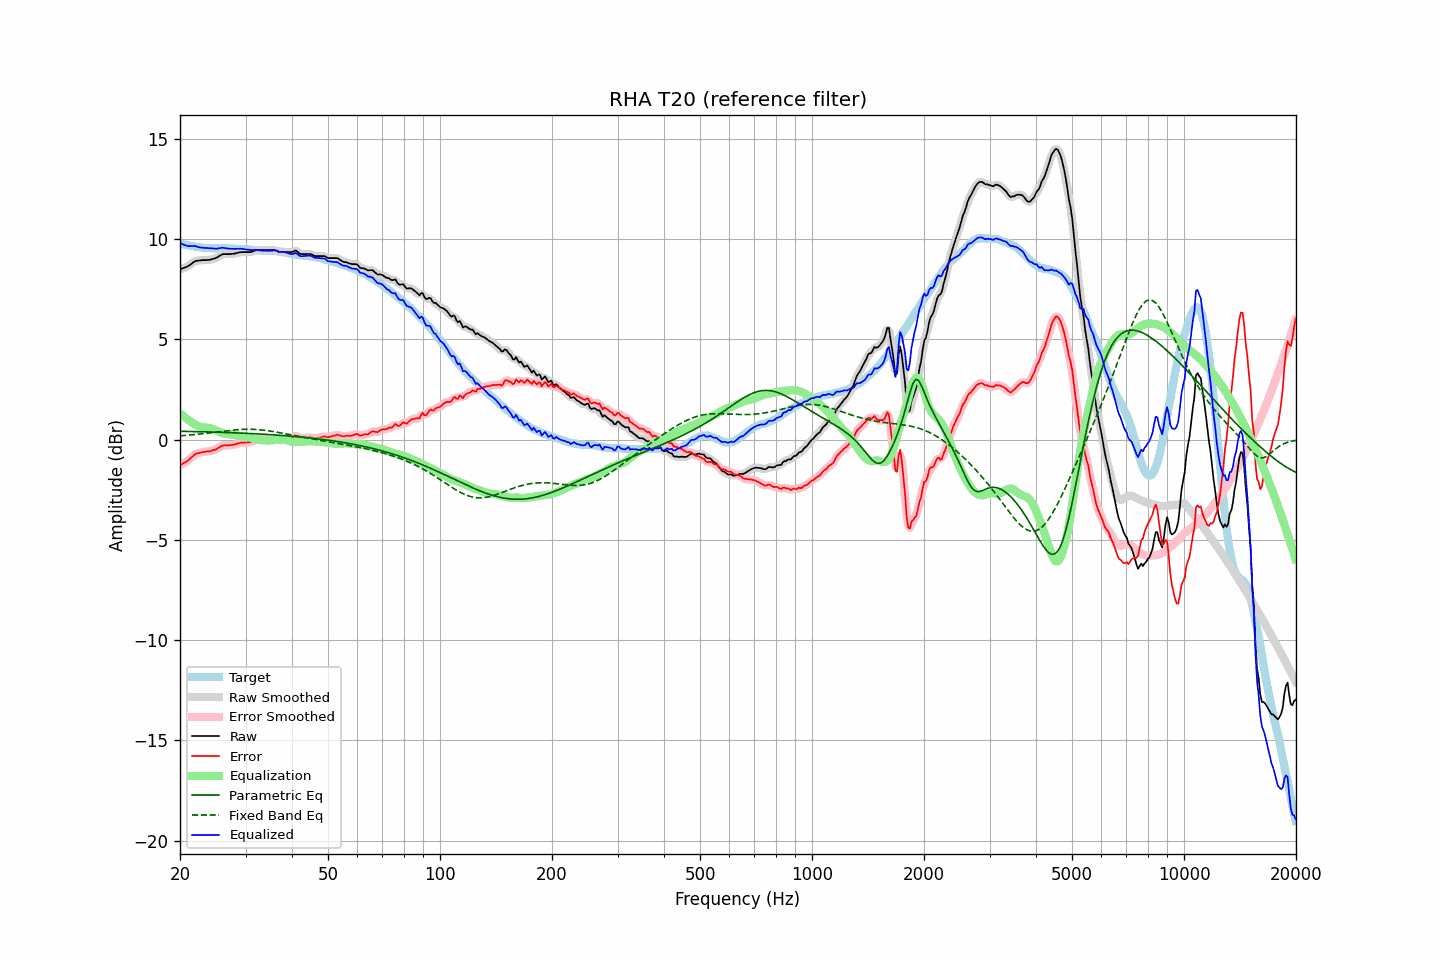 RHA T20 (reference filter)
15
10
5
0
−5
−10
−15
−20
Amplitude (dBr)
Target
Raw Smoothed
Error Smoothed
Raw
Error
Equalization
Parametric Eq
Fixed Band Eq
Equalized
20
50
100
200
500
1000
2000
5000
10000
20000
Frequency (Hz)